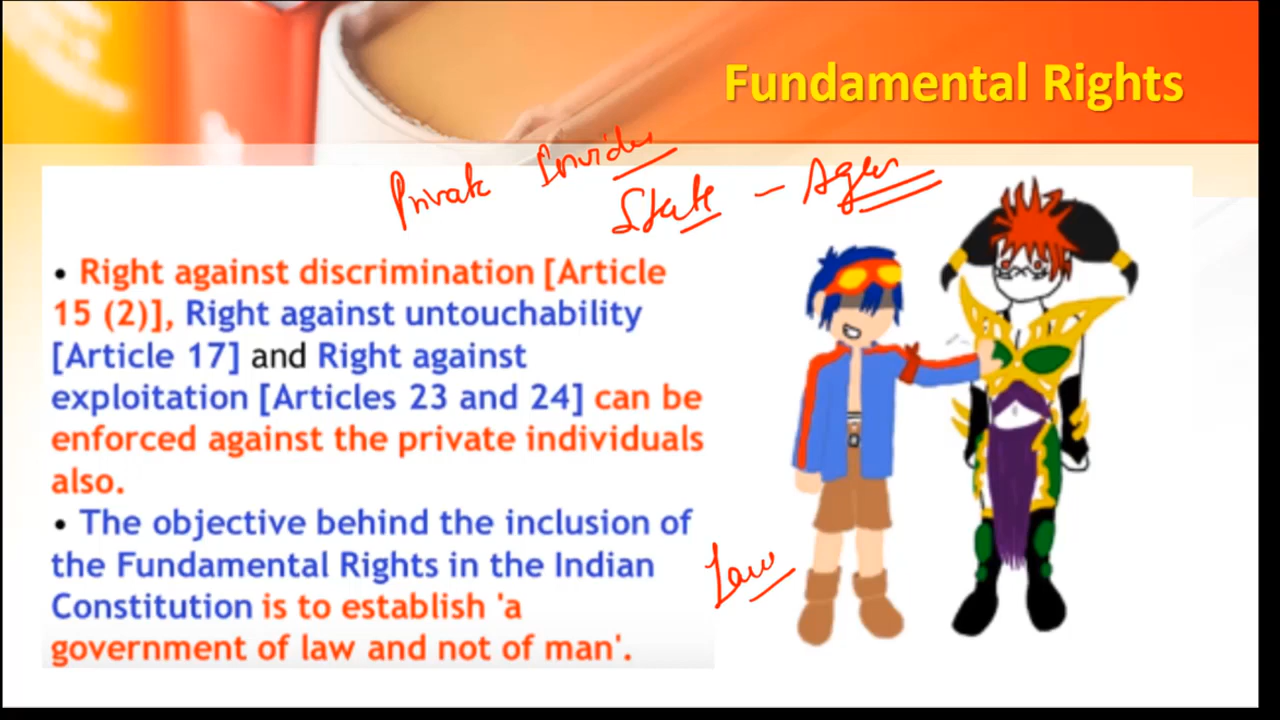 Fundamental Rights
Private
State -
• Right against discrimination [Article
15 (2)], Right against untouchability
[Article 17] and Right against
exploitation [Articles 23 and 24] can be
enforced against the private individuals
also.
• The objective behind the inclusion of
the Fundamental Rights in the Indian
Constitution is to establish 'a
government of law and not of man'.
Law